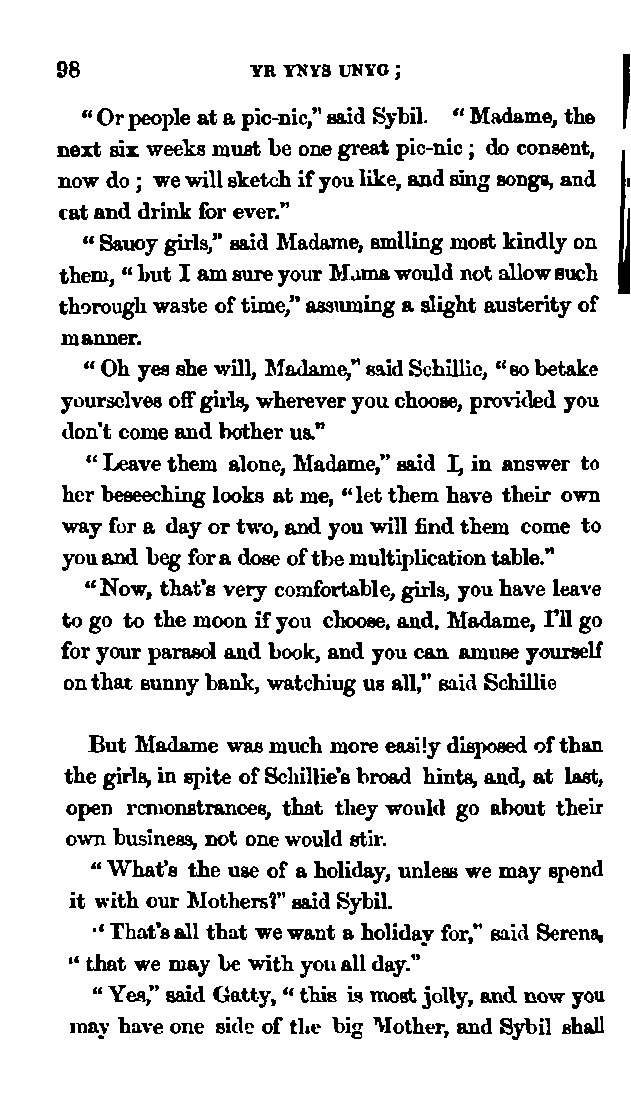 98 YR YNYS UNYG ;
“Or people at a pic-nic,” said Sybil. “Madame, the
next six weeks must be one great pic-nic ; do consent,
now do ; we will sketch if you like, and sing songs, and
eat and drink for ever.”
“Saucy girls,” said Madame, smiling most kindly on
them, “but I am sure your Mama would not allow such
thorough waste of time,” assuming a slight austerity of
manner.
“Oh yes she will, Madame,” said Schillie, “so betake
yourselves off girls, wherever you choose, provided you
don't come and bother us.”
“Leave them alone, Madame,” said I, in answer to
her beseeching looks at me, “let them have their own
way for a day or two, and you will find them come to
you and beg for a dose of the multiplication table.”
“Now, that's very comfortable, girls, you have leave
to go to the moon if you choose, and, Madame, I'll go
for your parasol and book, and you can amuse yourself
on that sunny bank, watching us all,” said Schillie
But Madame was much more easily disposed of than
the girls, in spite of Schillie's broad hints, and, at last,
open remonstrances, that they would go about their
own business, not one would stir.
“What's the use of a holiday, unless we may spend
it with our Mothers?” said Sybil.
“That's all that we want a holiday for,” said Serena,
“that we may be with you all day.”
“Yes,” said Gatty, “this is most jolly, and now you
may have one side of the big Mother, and Sybil shall